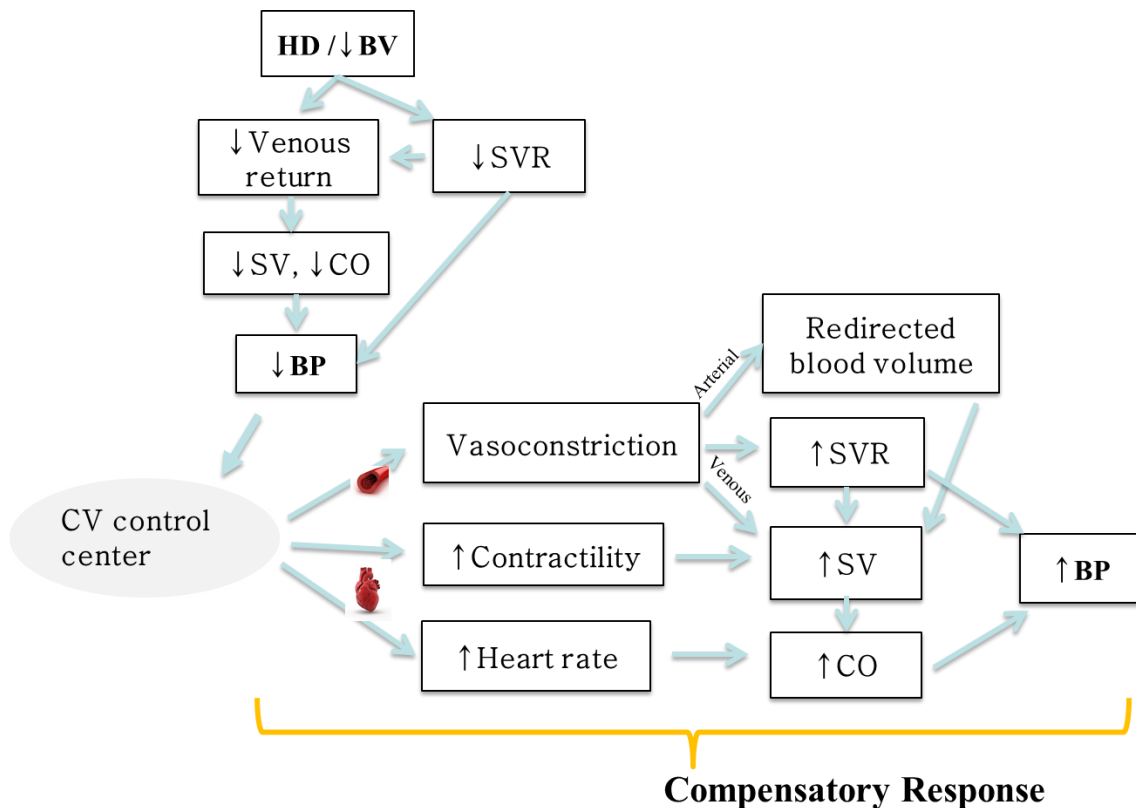 HD / ↓ BV
↓ Venous
return
↓ SVR
↓ SV, ↓ CO
↓ BP
CV control
center
Vasoconstriction
Arterial
Venous
Redirected
blood volume
↑ SVR
↑ Contractility
↑ SV
↑ BP
↑ Heart rate
↑ CO
Compensatory Response